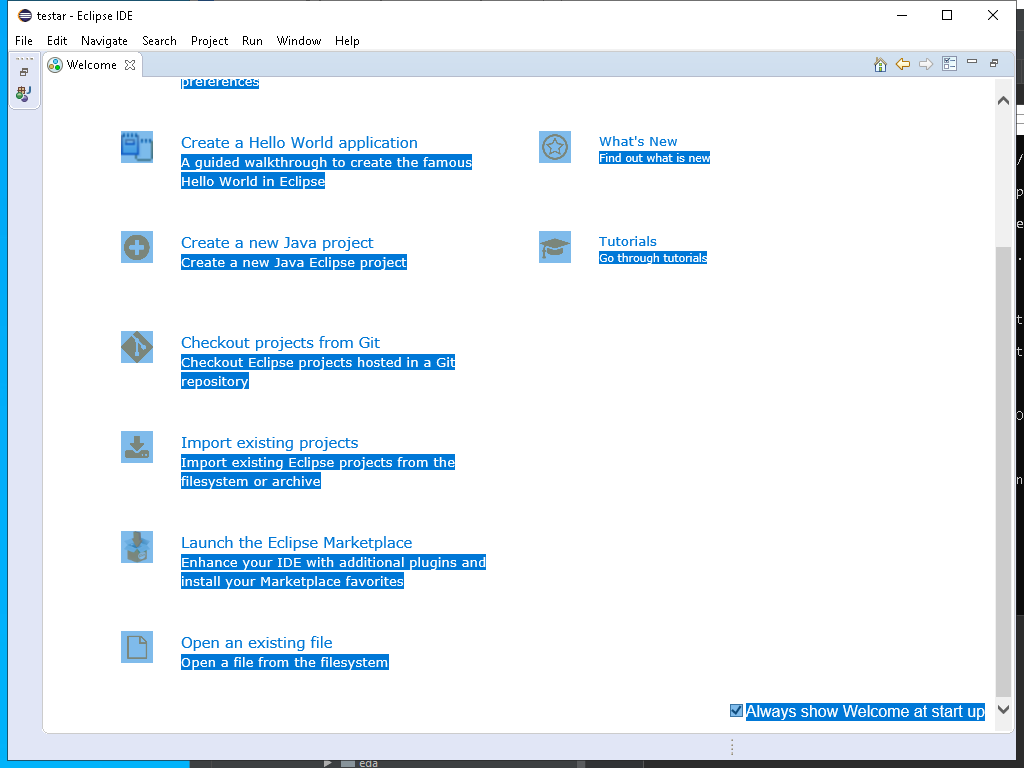 testar - Eclipse IDE
File Edit Navigate Search Project Run Window Help
Welcome
preferences
Create a Hello World application
A guided walkthrough to create the famous
Hello World in Eclipse
What's New
Find out what is new
Create a new Java project
Create a new Java Eclipse project
Tutorials
Go through tutorials
Checkout projects from Git
Checkout Eclipse projects hosted in a Git
repository
Import existing projects
Import existing Eclipse projects from the
filesystem or archive
Launch the Eclipse Marketplace
Enhance your IDE with additional plugins and
install your Marketplace favorites
Open an existing file
Open a file from the filesystem
Always show Welcome at start up
eda